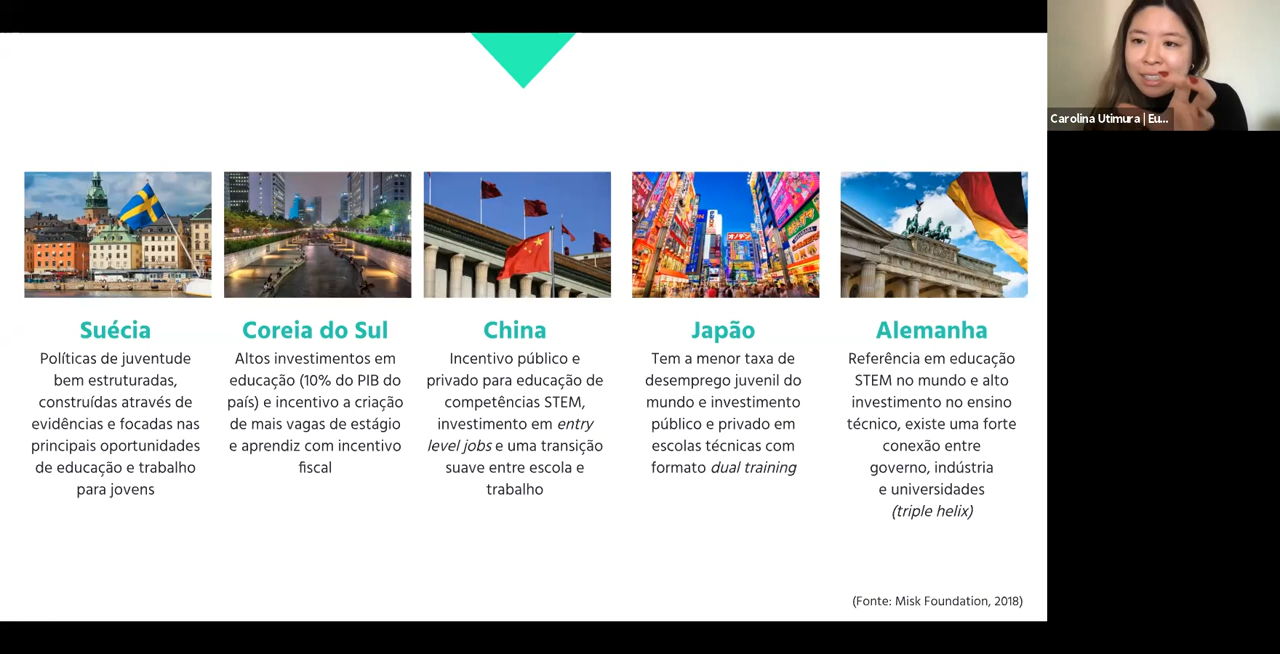 Carolina Utimura | Eu...
Suécia
Políticas de juventude
bem estruturadas,
construídas através de
evidências e focadas nas
principais oportunidades
de educação e trabalho
para jovens
Coreia do Sul
Altos investimentos em
educação (10% do PIB do
país) e incentivo a criação
de mais vagas de estágio
e aprendiz com incentivo
fiscal
China
Incentivo público e
privado para educação de
competências STEM,
investimento em entry
level jobs e uma transição
suave entre escola e
trabalho
Japão
Tem a menor taxa de
desemprego juvenil do
mundo e investimento
público e privado em
escolas técnicas com
formato dual training
Alemanha
Referência em educação
STEM no mundo e alto
investimento no ensino
técnico, existe uma forte
conexão entre
governo, indústria
e universidades
(triple helix)
(Fonte: Misk Foundation, 2018)